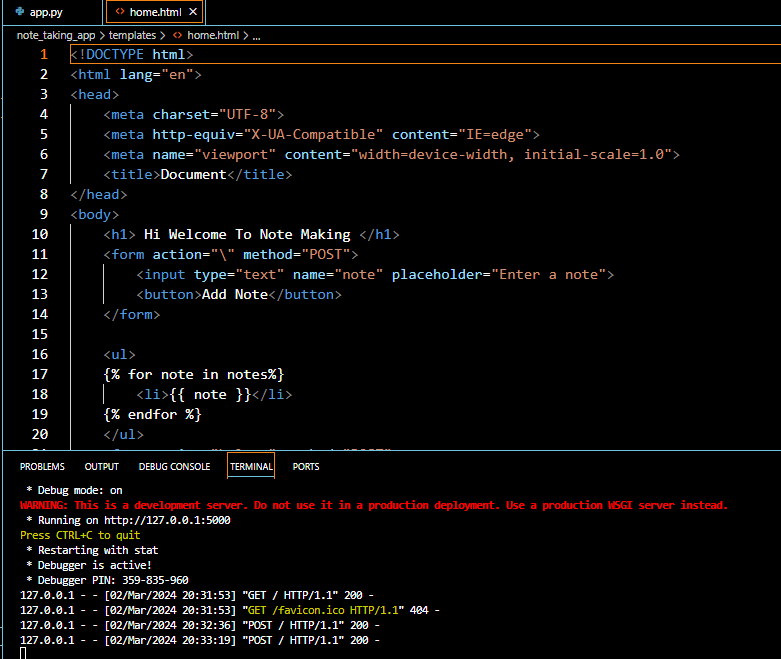 app.py
home.html ×
note_taking_app > templates > <> home.html > ...
1 <!DOCTYPE html>
2 <html lang="en">
3 <head>
4 <meta charset="UTF-8">
5 <meta http-equiv="X-UA-Compatible" content="IE=edge">
6 <meta name="viewport" content="width=device-width, initial-scale=1.0">
7 <title>Document</title>
8 </head>
9 <body>
10 <h1> Hi Welcome To Note Making </h1>
11 <form action="\" method="POST">
12 <input type="text" name="note" placeholder="Enter a note">
13 <button>Add Note</button>
14 </form>
15
16 <ul>
17 {% for note in notes%}
18 <li>{{ note }}</li>
19 {% endfor %}
20 </ul>
PROBLEMS OUTPUT DEBUG CONSOLE TERMINAL PORTS
* Debug mode: on
WARNING: This is a development server. Do not use it in a production deployment. Use a production WSGI server instead.
* Running on http://127.0.0.1:5000
Press CTRL+C to quit
* Restarting with stat
* Debugger is active!
* Debugger PIN: 359-835-960
127.0.0.1 - - [02/Mar/2024 20:31:53] "GET / HTTP/1.1" 200 -
127.0.0.1 - - [02/Mar/2024 20:31:53] "GET /favicon.ico HTTP/1.1" 404 -
127.0.0.1 - - [02/Mar/2024 20:32:36] "POST / HTTP/1.1" 200 -
127.0.0.1 - - [02/Mar/2024 20:33:19] "POST / HTTP/1.1" 200 -